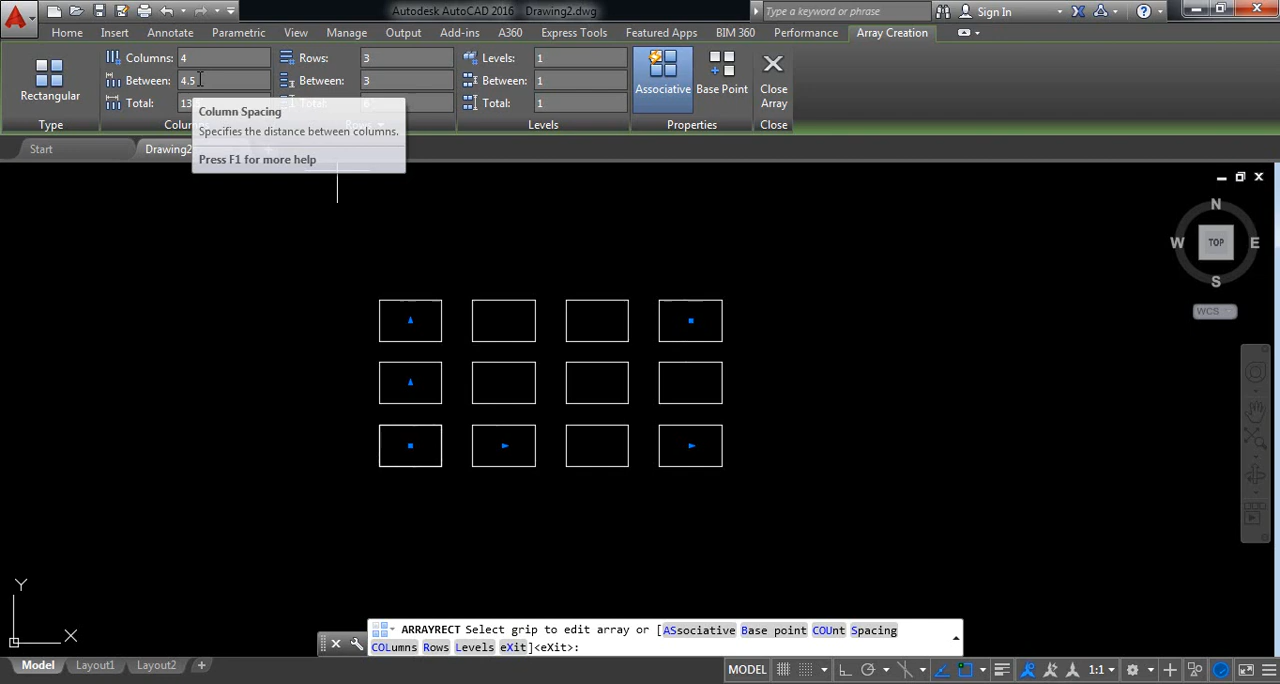 Autodesk AutoCAD 2016 Drawing2.dwg
Type a keyword or phrase
Sign In
Home Insert Annotate Parametric View Manage Output Add-ins A360 Express Tools Featured Apps BIM 360 Performance Array Creation
Columns: 4
Rows: 3
Levels: 1
Between: 4.5
Between: 3
Between: 1
Total: 13
Total: 6
Total: 1
Rectangular
Associative
Base Point
Close
Array
Type
Levels
Properties
Close
Column Spacing
Specifies the distance between columns.
Press F1 for more help
Start
Drawing2
N
W
TOP
E
S
WCS
Y
X
ARRAYRECT Select grip to edit array or [ASsociative Base point COUnt Spacing
COLumns Rows Levels eXit]<eXit>:
Model Layout1 Layout2 +
MODEL
1:1